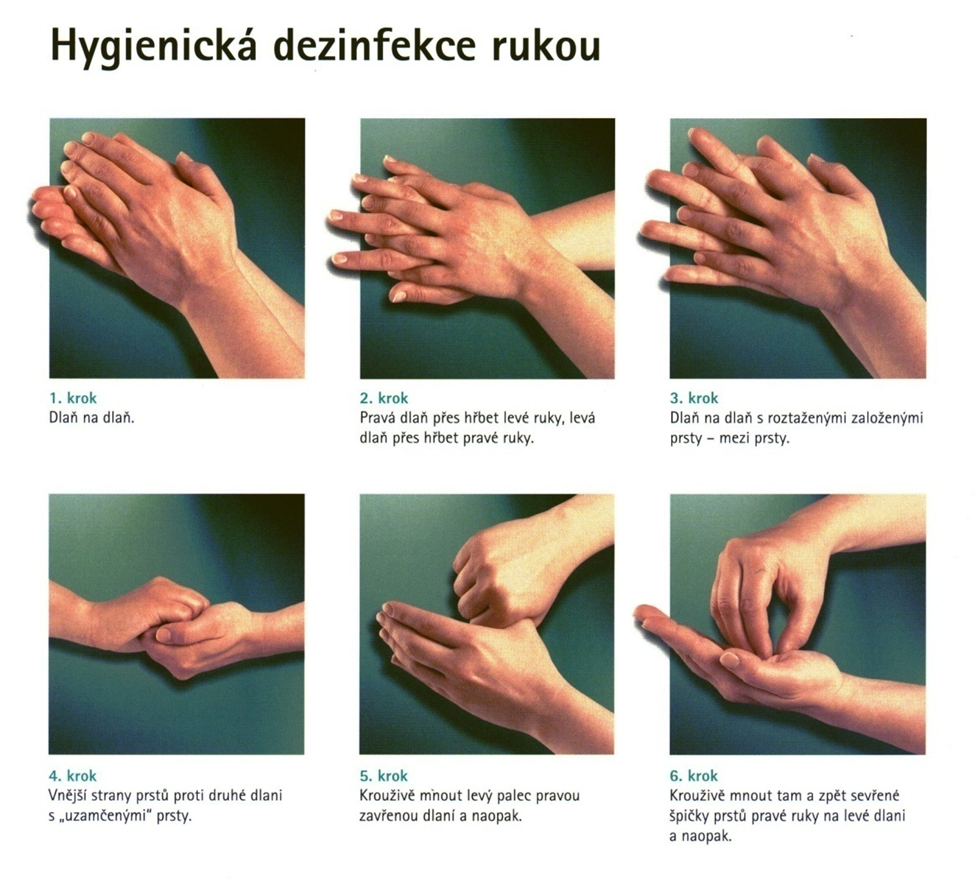 Hygienická dezinfekce rukou
1. krok
Dlaň na dlaň.
2. krok
Pravá dlaň přes hřbet levé ruky, levá
dlaň přes hřbet pravé ruky.
3. krok
Dlaň na dlaň s roztaženými založenými
prsty – mezi prsty.
4. krok
Vnější strany prstů proti druhé dlani
s „uzamčenými“ prsty.
5. krok
Krouživě mnout levý palec pravou
zavřenou dlaní a naopak.
6. krok
Krouživě mnout tam a zpět sevřené
špičky prstů pravé ruky na levé dlani
a naopak.